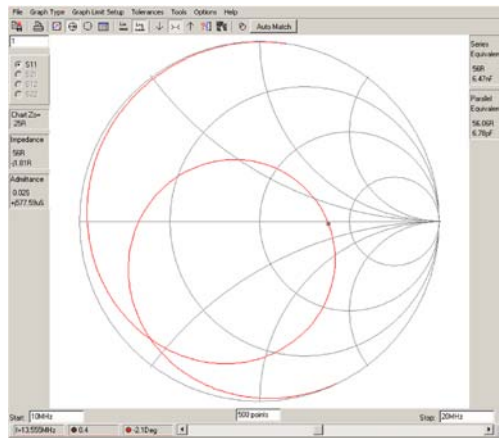 File Graph Type Graph Limit Setup Tolerances Tools Options Help
Auto Match
1
S11
S21
S12
S22
Chart Zo=
25R
Impedance
56R
-j1.81R
Admittance
0.02S
+j577.59uS
Series
Equivalent
56R
6.47nF
Parallel
Equivalent
56.06R
6.78pF
Start: 10MHz
500 points
Stop: 20MHz
f=13.555MHz
0.4
-2.1Deg